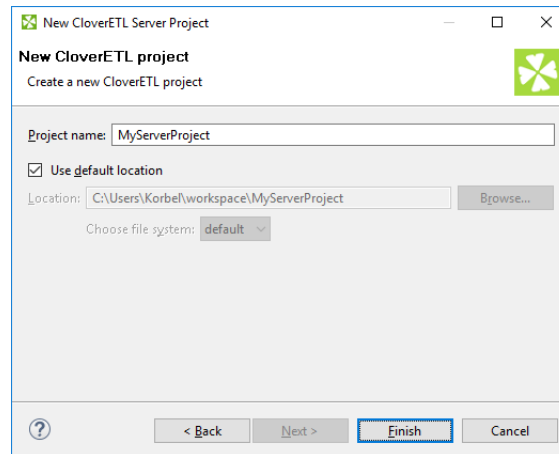 New CloverETL Server Project
New CloverETL project
Create a new CloverETL project
Project name: MyServerProject
Use default location
Location: C:\Users\Korbel\workspace\MyServerProject Browse...
Choose file system: default
? < Back Next > Finish Cancel